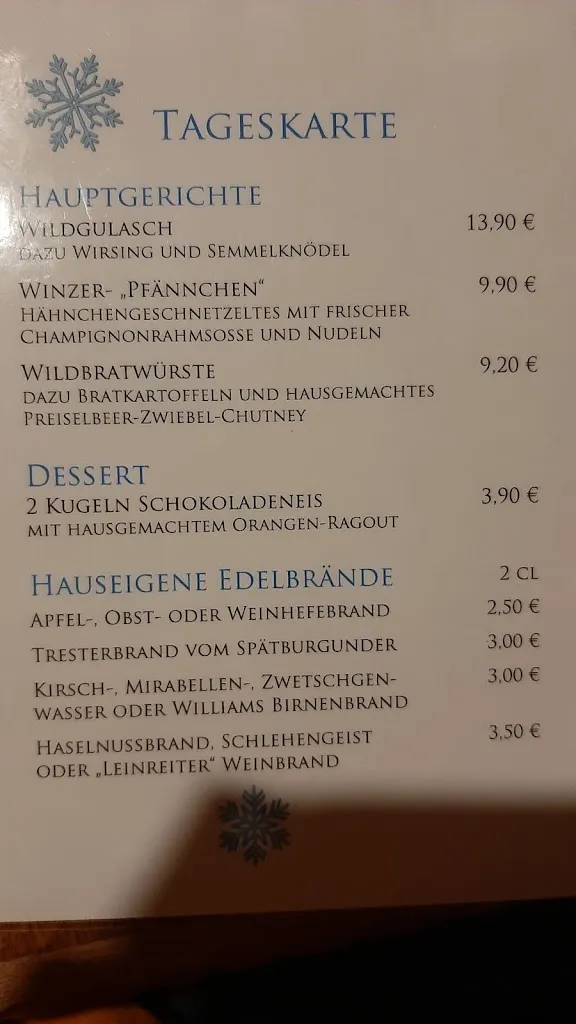 TAGESKARTE
HAUPTGERICHTE
WILDGULASCH 13,90 €
DAZU WIRSING UND SEMMELKNÖDEL
WINZER- „PFÄNNCHEN“ 9,90 €
HÄHNCHENGESCHNETZELTES MIT FRISCHER
CHAMPIGNONRAHMSOSSE UND NUDELN
WILDBRATWÜRSTE 9,20 €
DAZU BRATKARTOFFELN UND HAUSGEMACHTES
PREISELBEER-ZWIEBEL-CHUTNEY
DESSERT
2 KUGELN SCHOKOLADENEIS 3,90 €
MIT HAUSGEMACHTEM ORANGEN-RAGOUT
HAUSEIGENE EDELBRÄNDE 2 CL
APFEL-, OBST- ODER WEINHEFEBRAND 2,50 €
TRESTERBRAND VOM SPÄTBURGUNDER 3,00 €
KIRSCH-, MIRABELLEN-, ZWETSCHGEN- 3,00 €
WASSER ODER WILLIAMS BIRNENBRAND
HASELNUSSBRAND, SCHLEHENGEIST 3,50 €
ODER „LEINREITER“ WEINBRAND